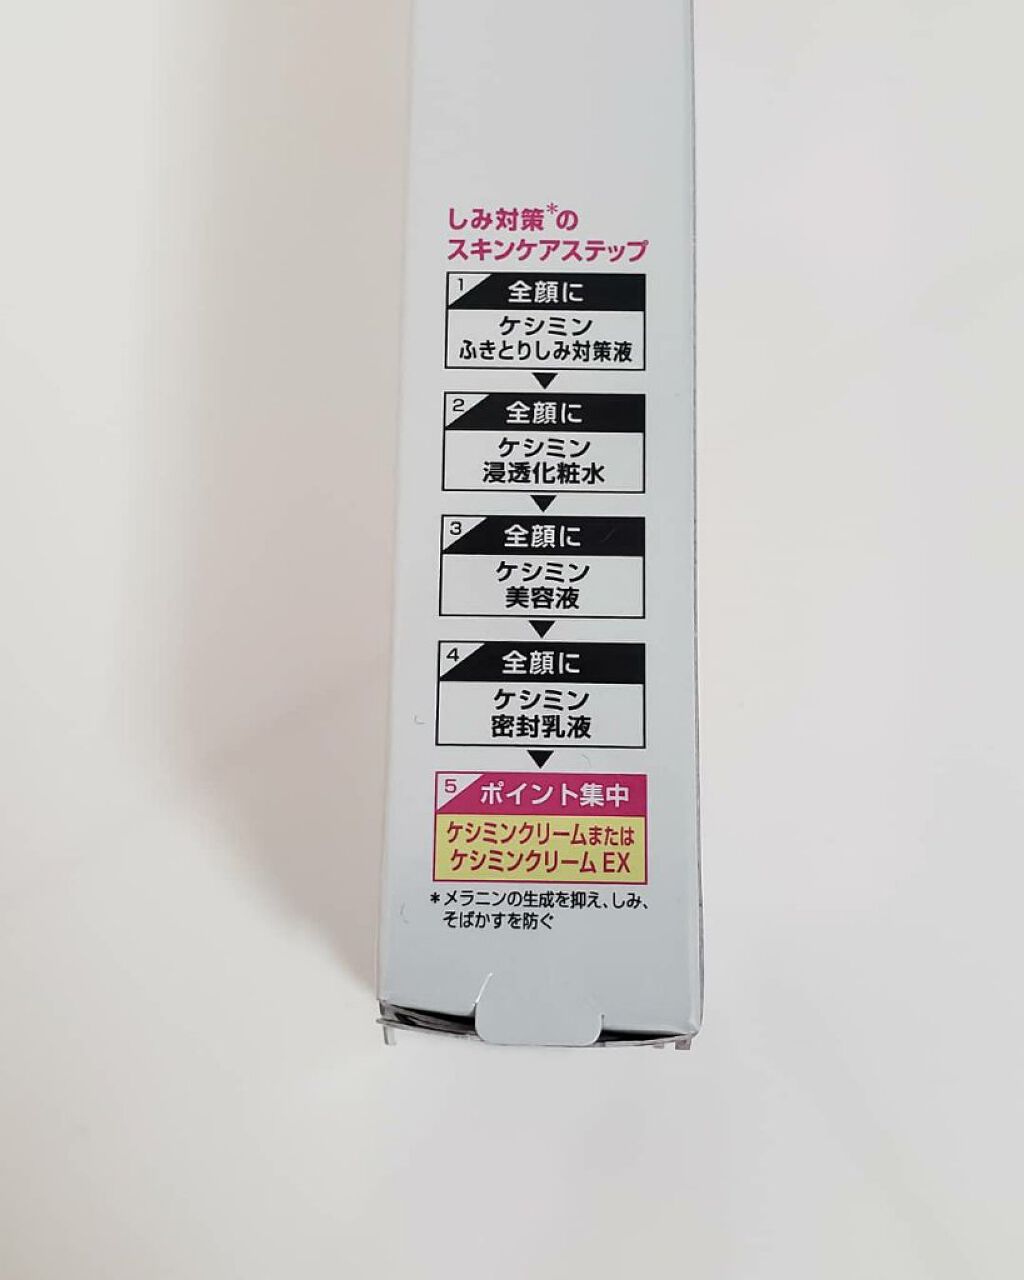 しみ対策*の
スキンケアステップ
1 全顔に
ケシミン
ふきとりしみ対策液
2 全顔に
ケシミン
浸透化粧水
3 全顔に
ケシミン
美容液
4 全顔に
ケシミン
密封乳液
5 ポイント集中
ケシミンクリームまたは
ケシミンクリーム EX
*メラニンの生成を抑え、しみ、
そばかすを防ぐ